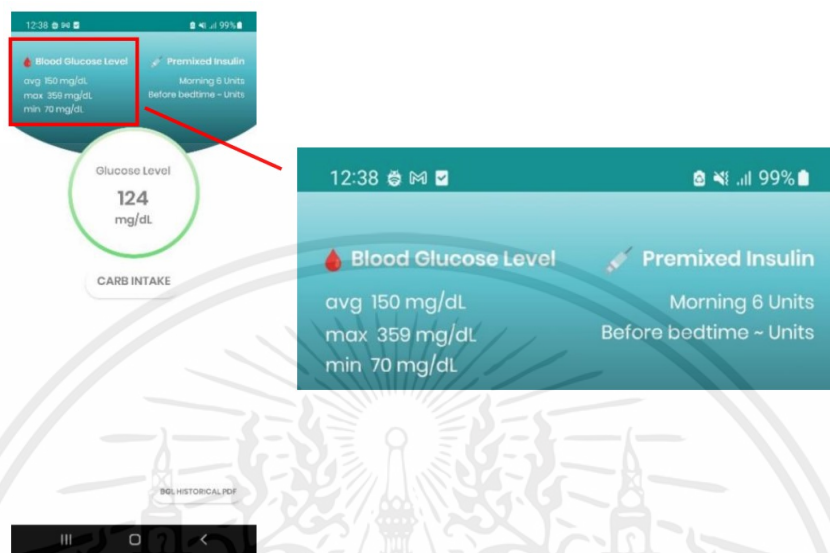 12:38 99%
Blood Glucose Level
avg 150 mg/dL
max 359 mg/dL
min 70 mg/dL
Premixed Insulin
Morning 6 Units
Before bedtime ~ Units
Glucose Level
124
mg/dL
CARB INTAKE
BGL HISTORICAL PDF
12:38 99%
Blood Glucose Level
avg 150 mg/dL
max 359 mg/dL
min 70 mg/dL
Premixed Insulin
Morning 6 Units
Before bedtime ~ Units